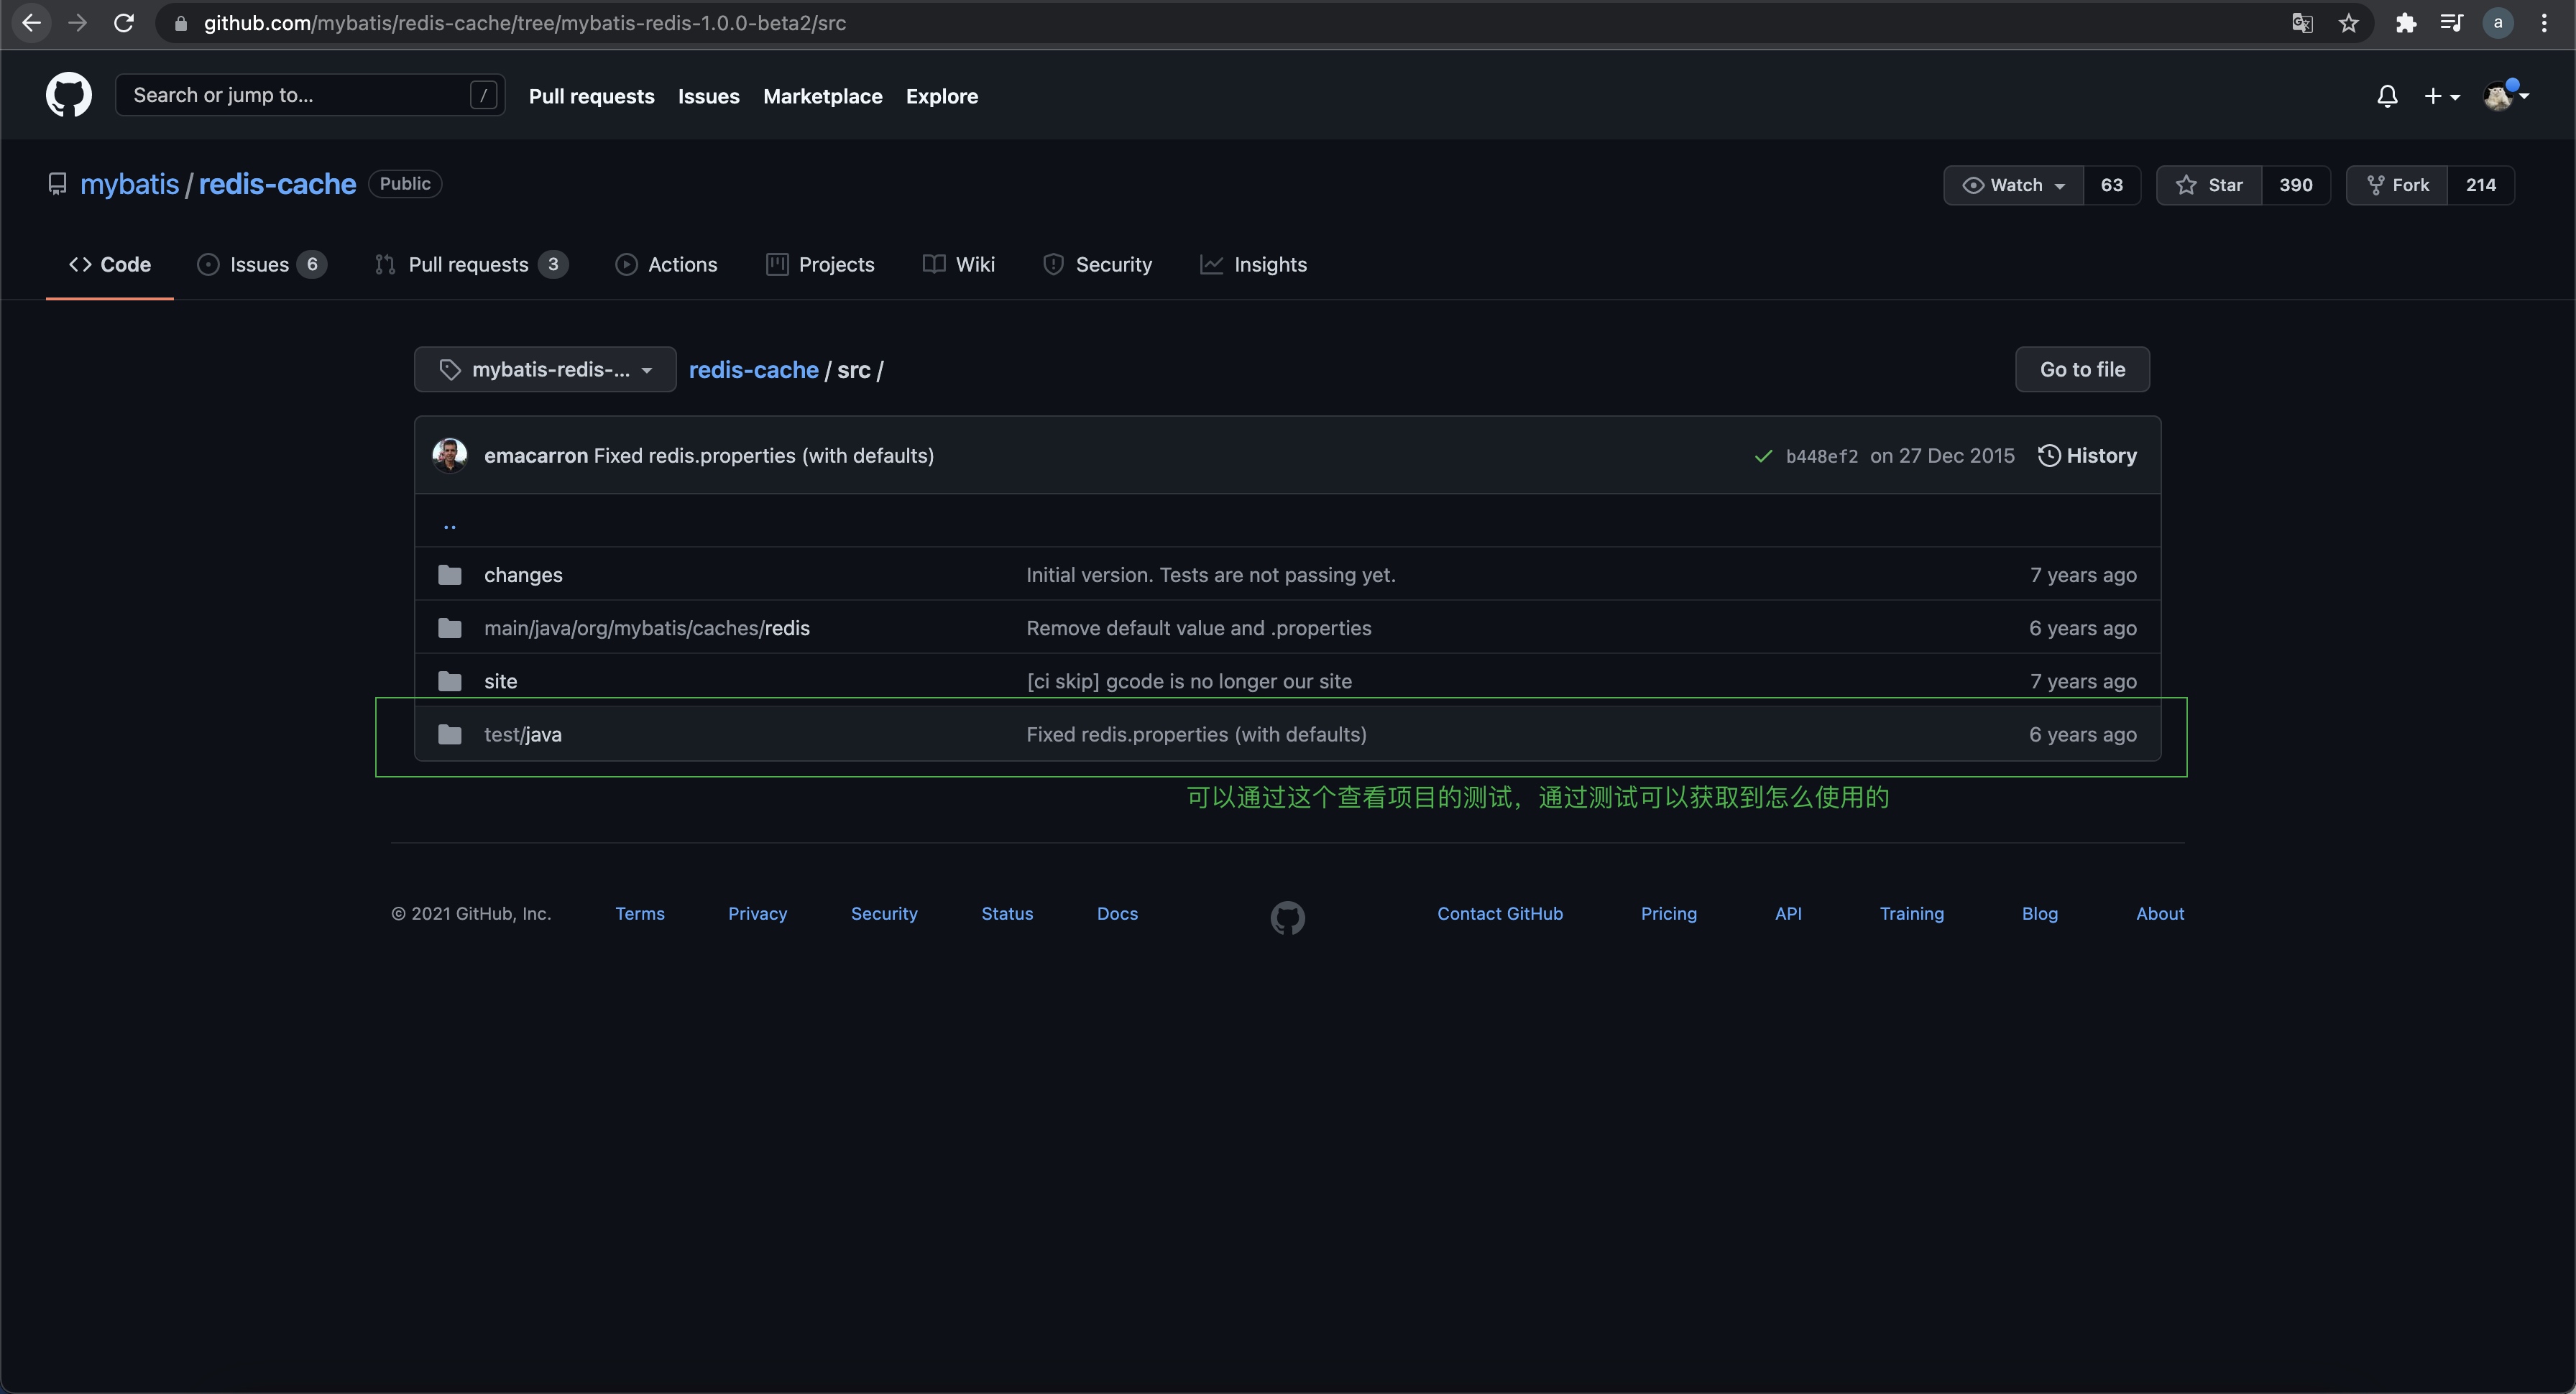 github.com/mybatis/redis-cache/tree/mybatis-redis-1.0.0-beta2/src
a
Search or jump to... /
Pull requests Issues Marketplace Explore
mybatis / redis-cache Public
Watch 63 Star 390 Fork 214
Code Issues 6 Pull requests 3 Actions Projects Wiki Security Insights
mybatis-redis-... redis-cache / src /
Go to file
emacarron Fixed redis.properties (with defaults) b448ef2 on 27 Dec 2015 History
..
changes Initial version. Tests are not passing yet. 7 years ago
main/java/org/mybatis/caches/redis Remove default value and .properties 6 years ago
site [ci skip] gcode is no longer our site 7 years ago
test/java Fixed redis.properties (with defaults) 6 years ago
可以通过这个查看项目的测试，通过测试可以获取到怎么使用的
© 2021 GitHub, Inc. Terms Privacy Security Status Docs Contact GitHub Pricing API Training Blog About